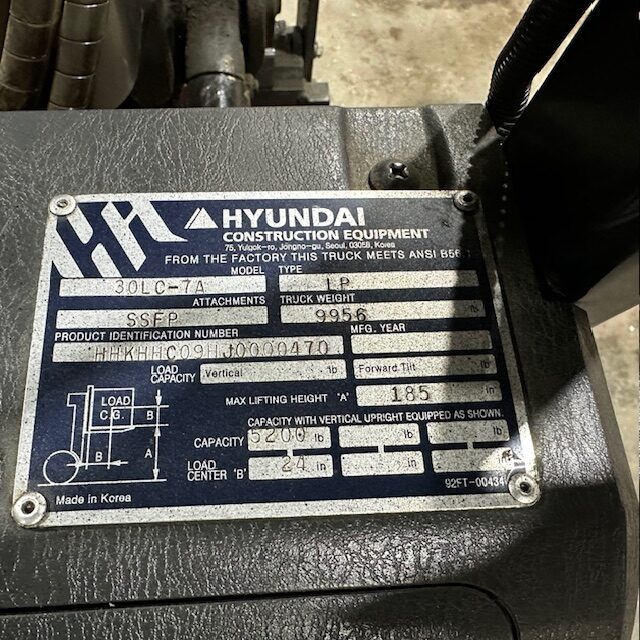 HYUNDAI
CONSTRUCTION EQUIPMENT
75, Yulgok-ro, Jongno-gu, Seoul, 03058, Korea
FROM THE FACTORY THIS TRUCK MEETS ANSI B56.
MODEL TYPE
30LC-7A LP
ATTACHMENTS TRUCK WEIGHT
SSFP 9956
PRODUCT IDENTIFICATION NUMBER MFG. YEAR
HHKHHC09HJ0000470
LOAD CAPACITY Vertical lb Forward Tilt lb
MAX LIFTING HEIGHT 'A' 185 in
CAPACITY WITH VERTICAL UPRIGHT EQUIPPED AS SHOWN.
CAPACITY 5200 lb lb lb
LOAD CENTER 'B' 24 in in in
LOAD
C.G.
B
B A
Made in Korea
92FT-00434